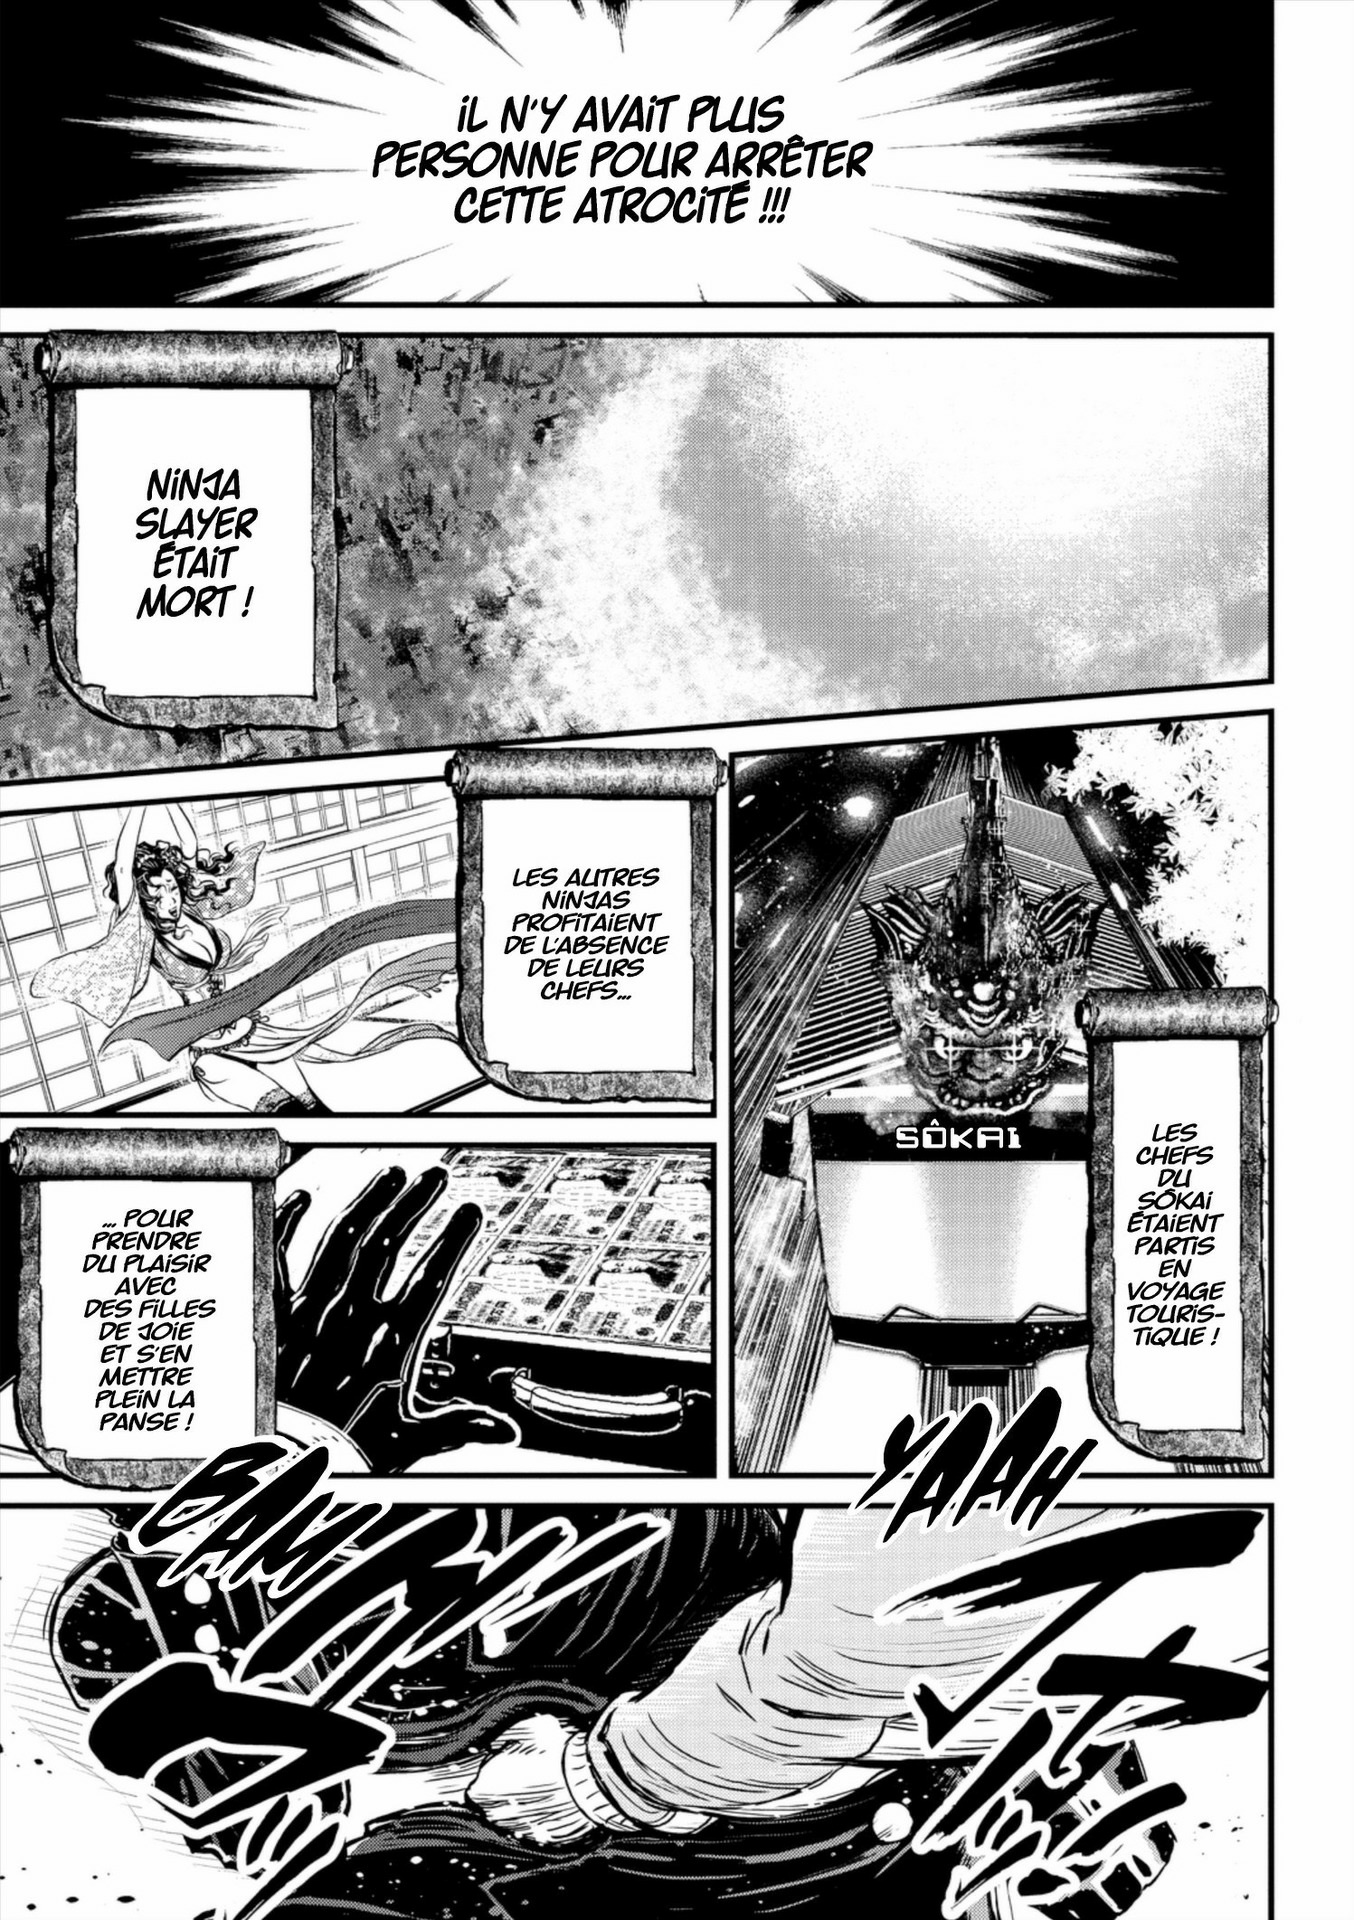 IL N'Y AVAIT PLUS
PERSONNE POUR ARRÊTER
CETTE ATROCITÉ !!!
NINJA
SLAYER
ÉTAIT
MORT !
SÔKAI
LES
CHEFS
DU
SÔKAI
ÉTAIENT
PARTIS
EN
VOYAGE
TOURIS-
TIQUE !
LES AUTRES
NINJAS
PROFITAIENT
DE L'ABSENCE
DE LEURS
CHEFS...
... POUR
PRENDRE
DU PLAISIR
AVEC
DES FILLES
DE JOIE
ET S'EN
METTRE
PLEIN LA
PANSE !
YAAH
BAM